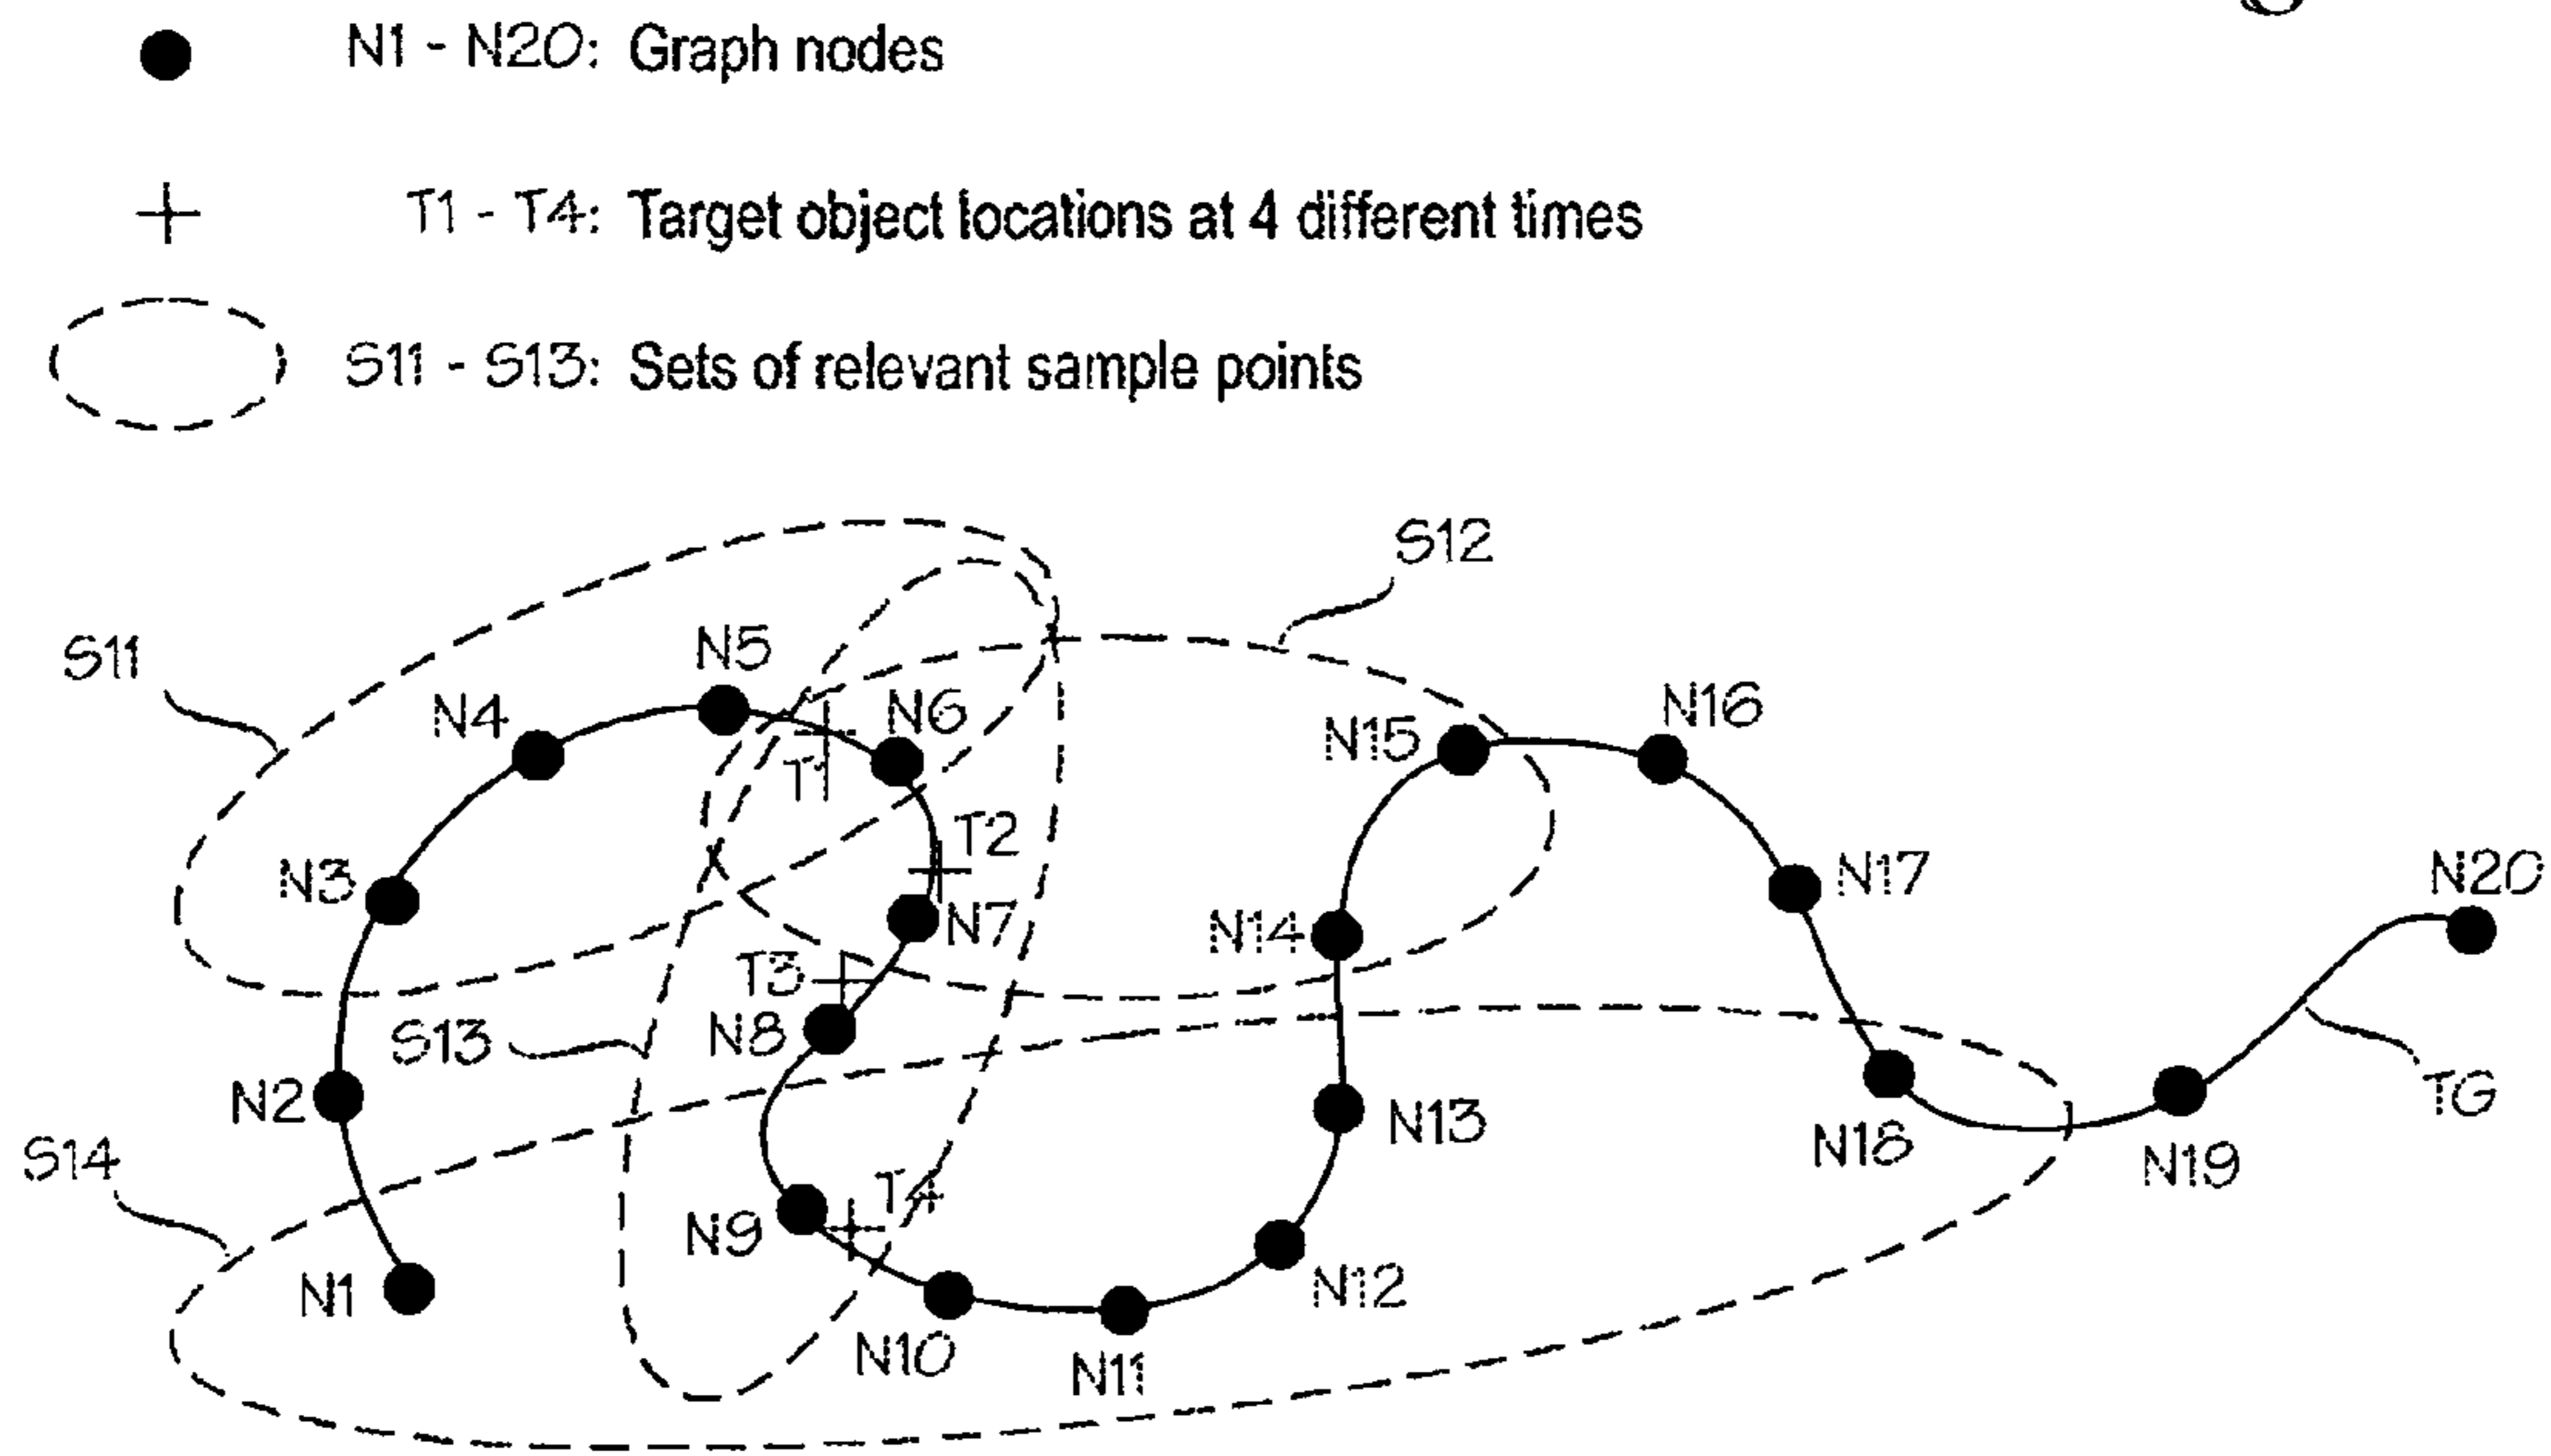 N1 - N20: Graph nodes
T1 - T4: Target object locations at 4 different times
S11 - S13: Sets of relevant sample points
S12
S11
N5
N4
N6
N15
N16
T1
T2
N3
N17
N20
N7
N14
T3
S13
N8
N2
TG
N13
N18
S14
N19
T4
N9
N1
N12
N10
N11